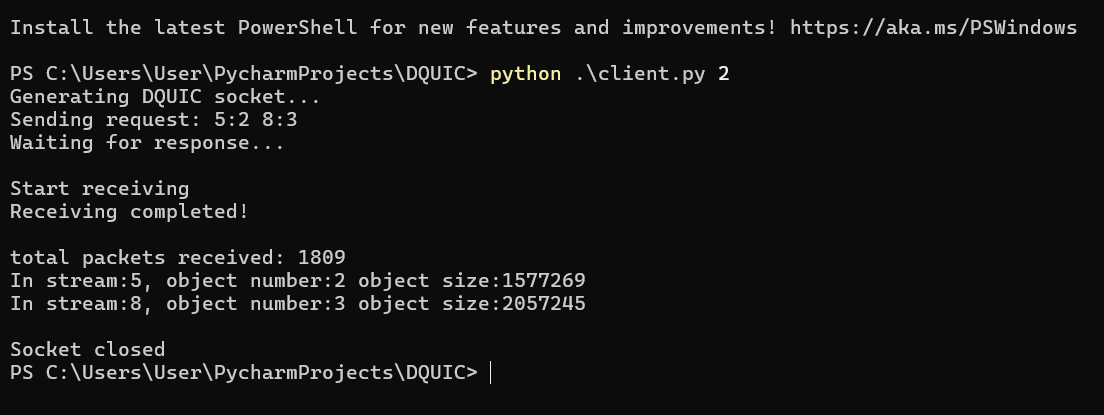 Install the latest PowerShell for new features and improvements! https://aka.ms/PSWindows
PS C:\Users\User\PycharmProjects\DQUIC> python .\client.py 2
Generating DQUIC socket...
Sending request: 5:2 8:3
Waiting for response...
Start receiving
Receiving completed!
total packets received: 1809
In stream:5, object number:2 object size:1577269
In stream:8, object number:3 object size:2057245
Socket closed
PS C:\Users\User\PycharmProjects\DQUIC>